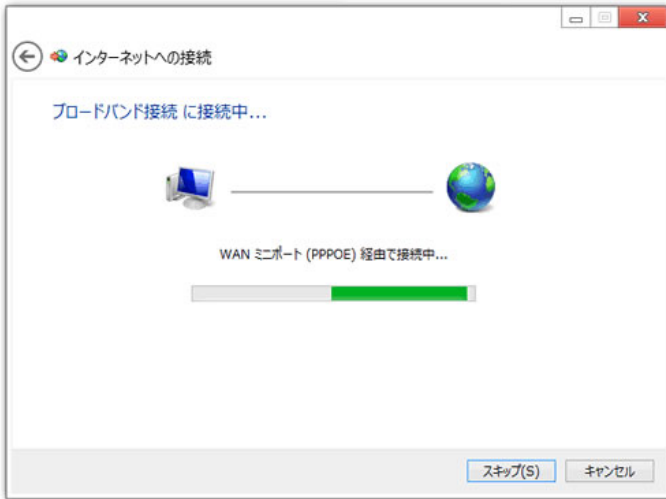 インターネットへの接続
ブロードバンド接続 に接続中...
WAN ミニポート (PPPOE) 経由で接続中...
スキップ(S)
キャンセル